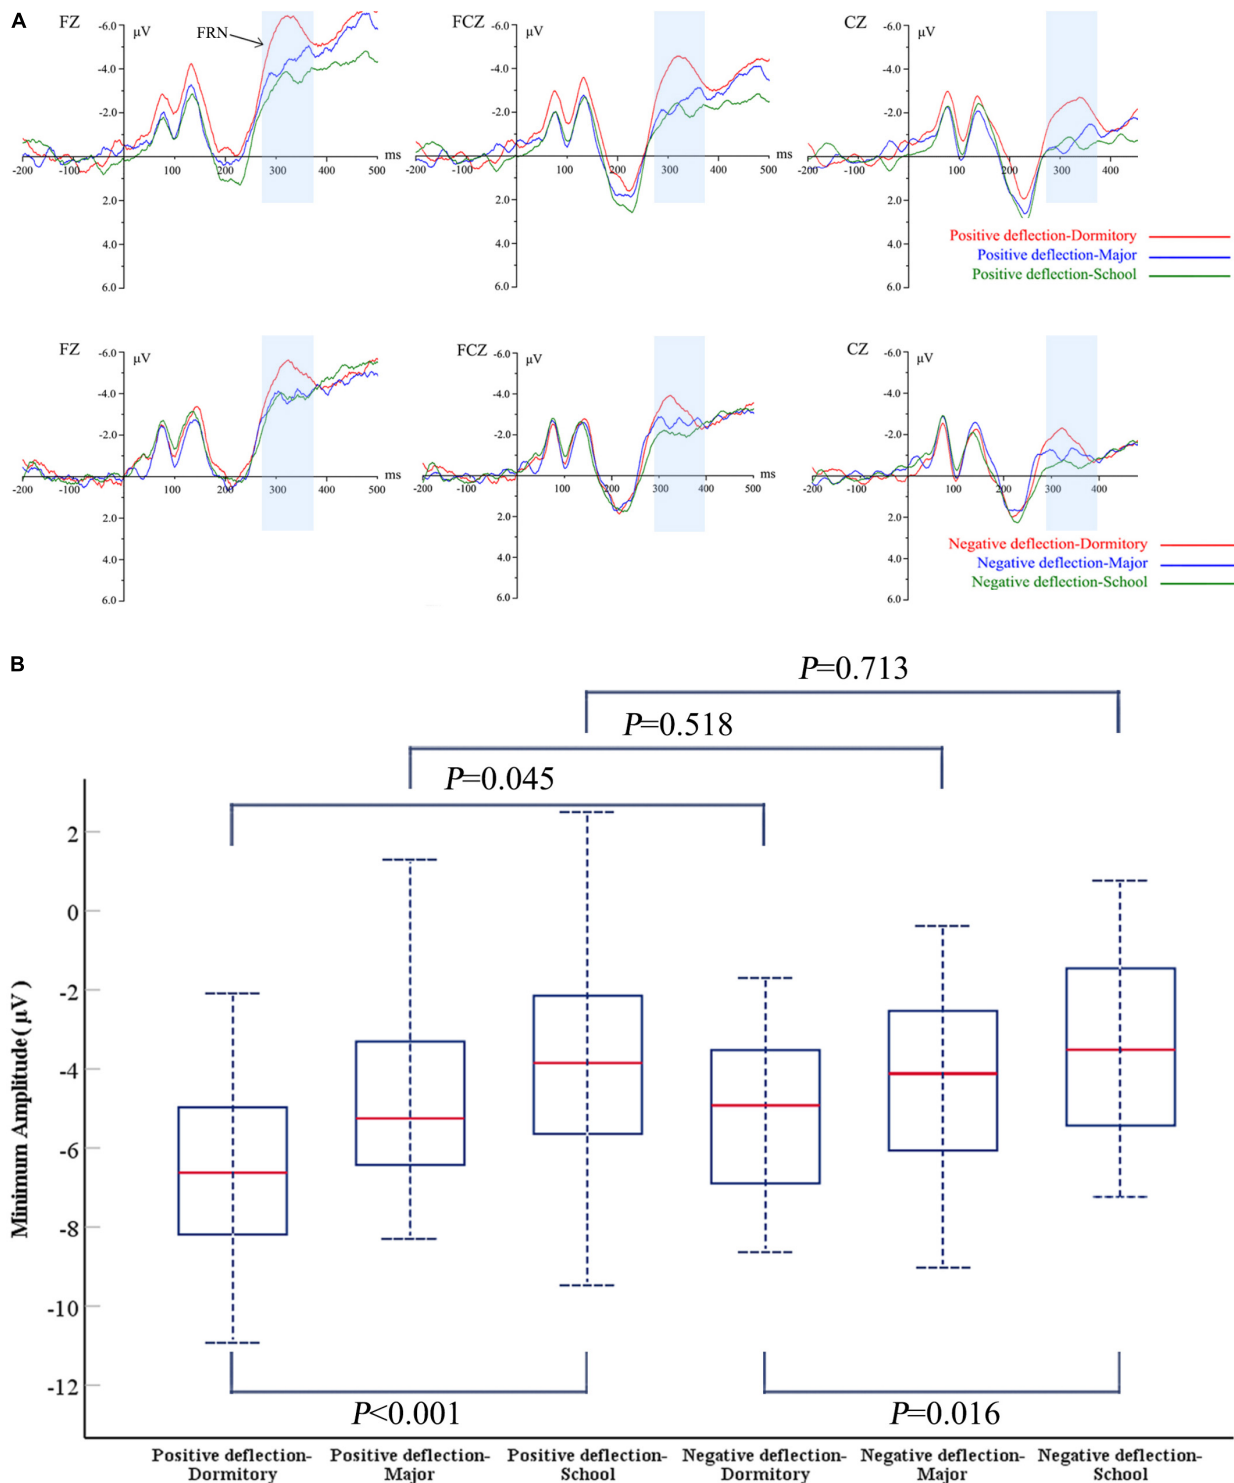 A
FZ
-6.0
μV
FRN
-4.0
-2.0
-200
-100
100
200
300
400
500
ms
2.0
4.0
6.0
FCZ
-6.0
μV
-4.0
-2.0
-200
-100
100
200
300
400
500
ms
2.0
4.0
6.0
CZ
-6.0
μV
-4.0
-2.0
-200
-100
100
200
300
400
2.0
4.0
6.0
Positive deflection-Dormitory
Positive deflection-Major
Positive deflection-School
FZ
-6.0
μV
-4.0
-2.0
-200
-100
100
200
300
400
500
ms
2.0
4.0
6.0
FCZ
-6.0
μV
-4.0
-2.0
-200
-100
100
200
300
400
500
ms
2.0
4.0
6.0
CZ
-6.0
μV
-4.0
-2.0
-200
-100
100
200
300
400
2.0
4.0
6.0
Negative deflection-Dormitory
Negative deflection-Major
Negative deflection-School
B
P=0.713
P=0.518
P=0.045
Minimum Amplitude( μV)
2
0
-2
-4
-6
-8
-10
-12
P<0.001
P=0.016
Positive deflection-
Dormitory
Positive deflection-
Major
Positive deflection-
School
Negative deflection-
Dormitory
Negative deflection-
Major
Negative deflection-
School